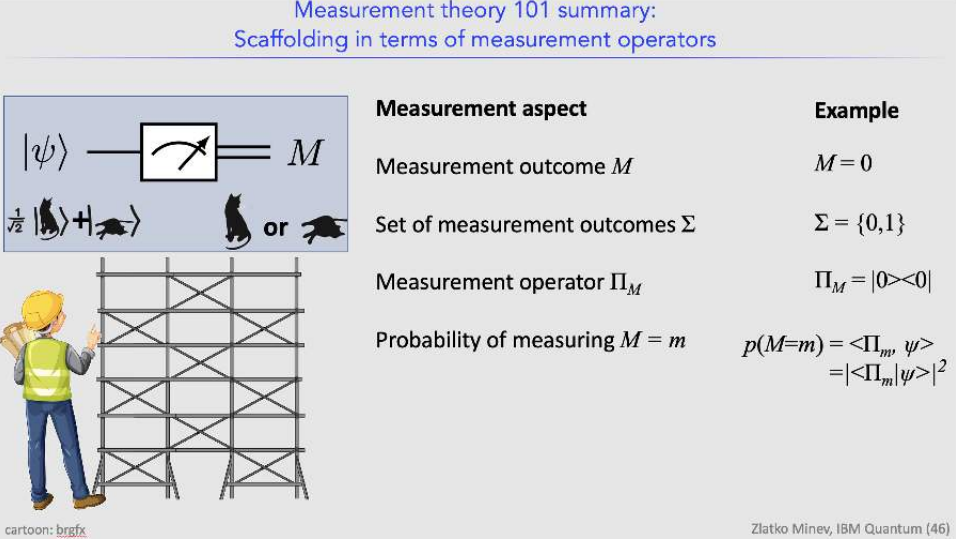 Measurement theory 101 summary:
Scaffolding in terms of measurement operators
|ψ⟩ M
1/√2 | ⟩+| ⟩ or
Measurement aspect Example
Measurement outcome M M = 0
Set of measurement outcomes Σ Σ = {0,1}
Measurement operator Π_M Π_M = |0><0|
Probability of measuring M = m p(M=m) = <Π_m, ψ>
=|<Π_m|ψ>|²
cartoon: brgfx
Zlatko Minev, IBM Quantum (46)